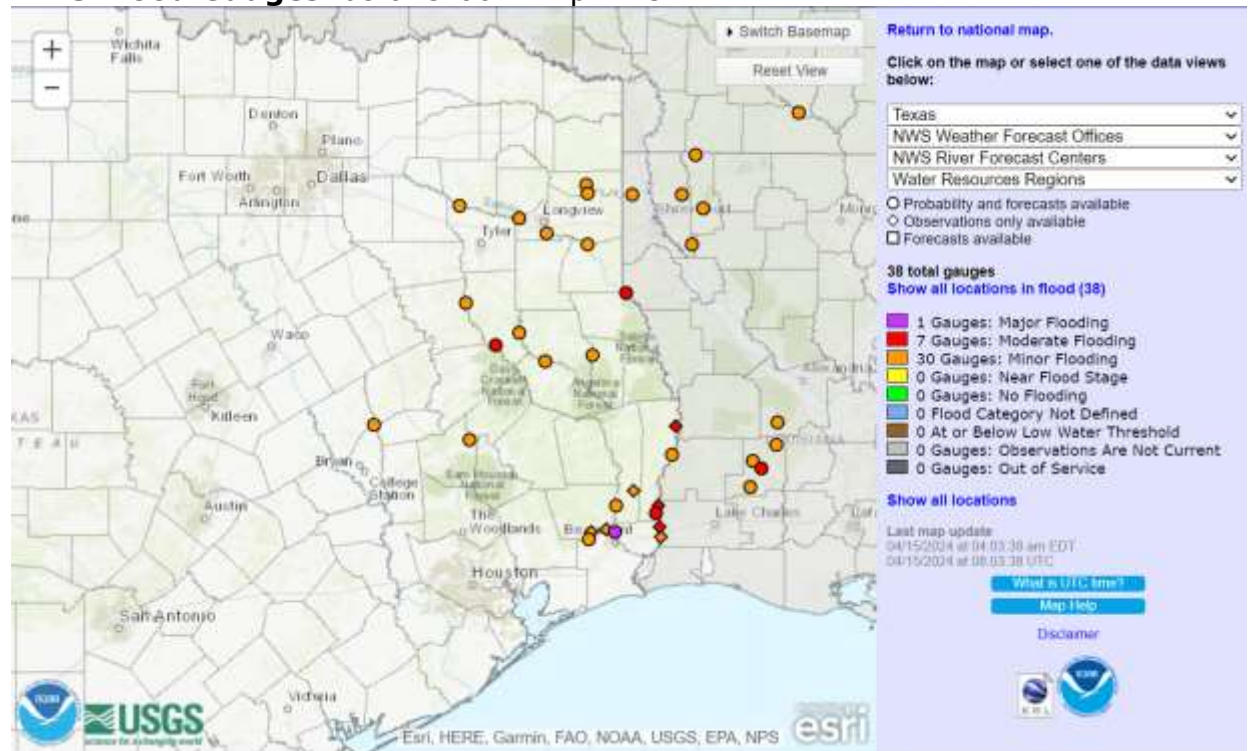 Switch Basemap
Reset View
+
−
Wichita
Falls
Denton
Plano
Fort Worth
Dallas
Arlington
Longview
Tyler
Waco
Killeen
Bryan
College
Station
Austin
The
Woodlands
Lake Charles
Houston
San Antonio
Victoria
USGS
science for a changing world
Esri, HERE, Garmin, FAO, NOAA, USGS, EPA, NPS
esri
Return to national map.
Click on the map or select one of the data views
below:
Texas
NWS Weather Forecast Offices
NWS River Forecast Centers
Water Resources Regions
Probability and forecasts available
Observations only available
Forecasts available
38 total gauges
Show all locations in flood (38)
1 Gauges: Major Flooding
7 Gauges: Moderate Flooding
30 Gauges: Minor Flooding
0 Gauges: Near Flood Stage
0 Gauges: No Flooding
0 Flood Category Not Defined
0 At or Below Low Water Threshold
0 Gauges: Observations Are Not Current
0 Gauges: Out of Service
Show all locations
Last map update
04/15/2024 at 04:03:38 am EDT
04/15/2024 at 08:03:38 UTC
What is UTC time?
Map Help
Disclaimer
KML